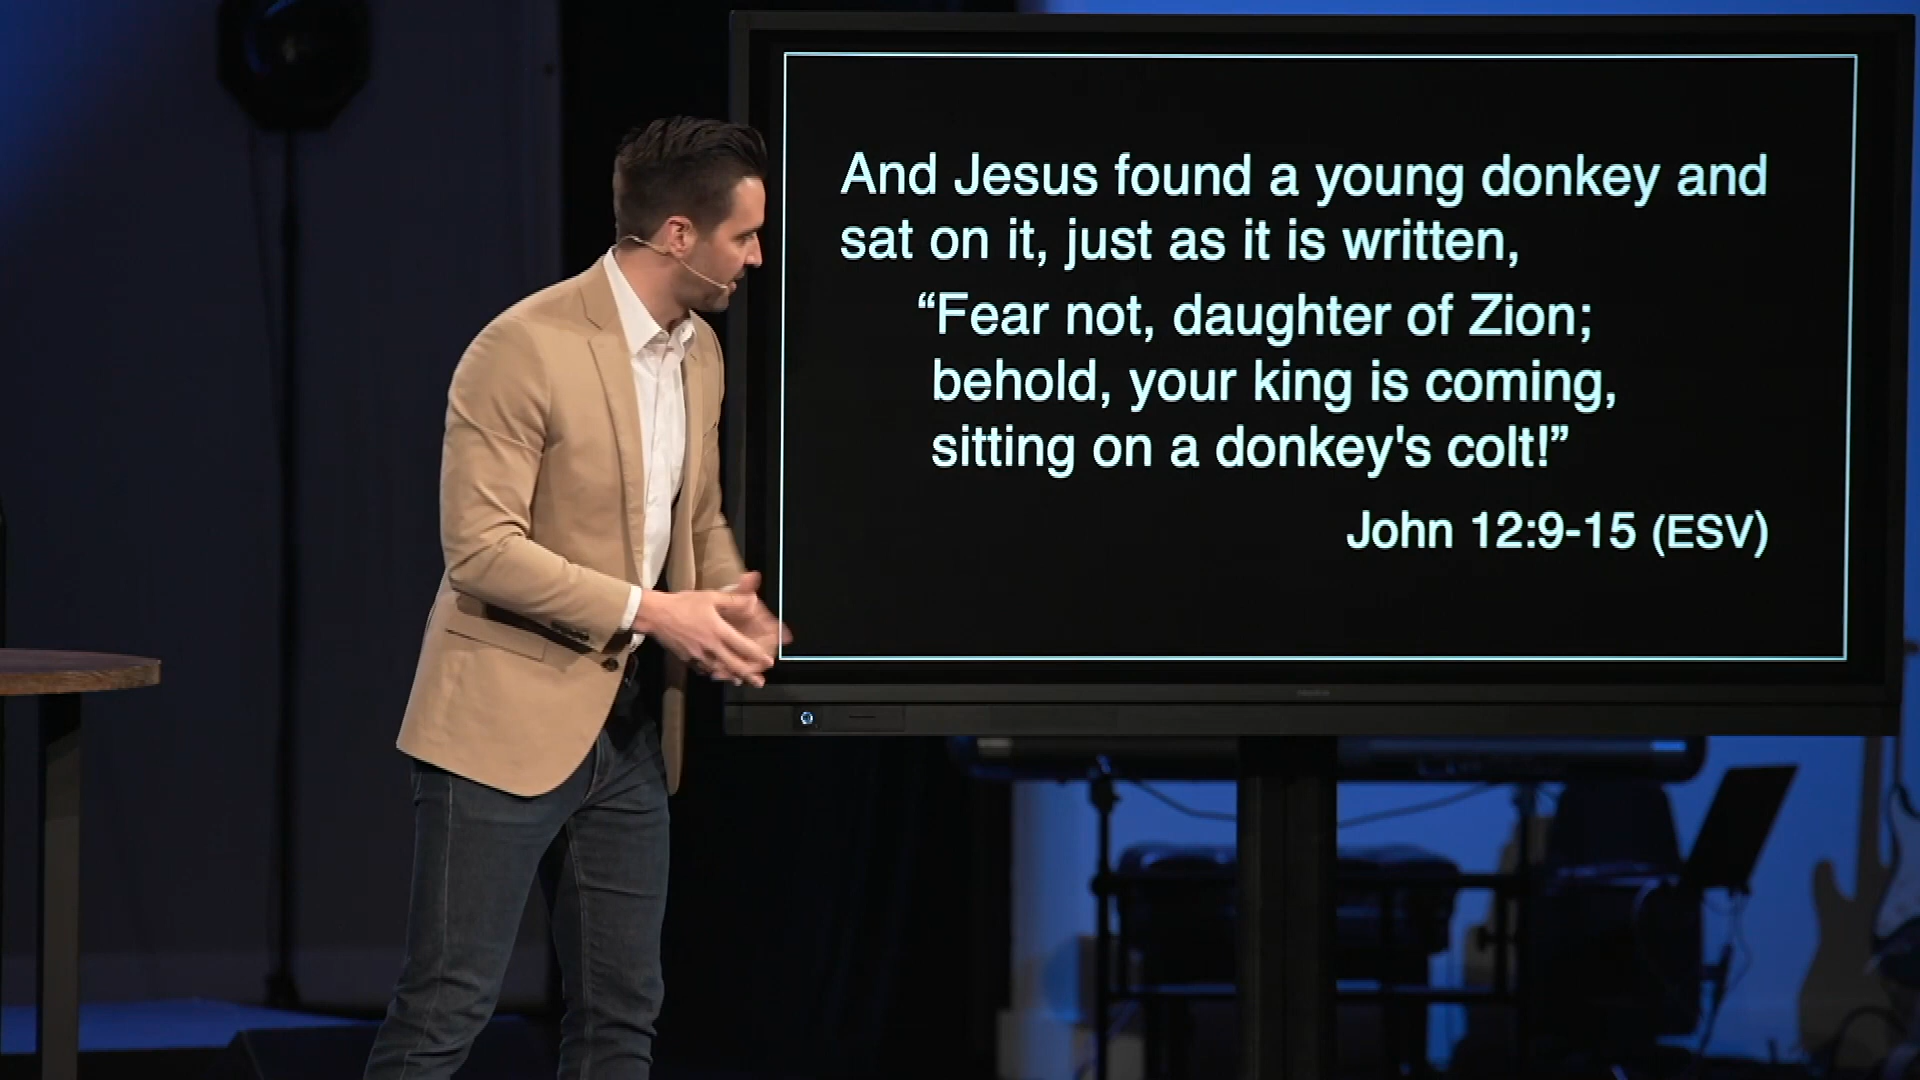 And Jesus found a young donkey and
sat on it, just as it is written,
“Fear not, daughter of Zion;
behold, your king is coming,
sitting on a donkey's colt!”
John 12:9-15 (ESV)